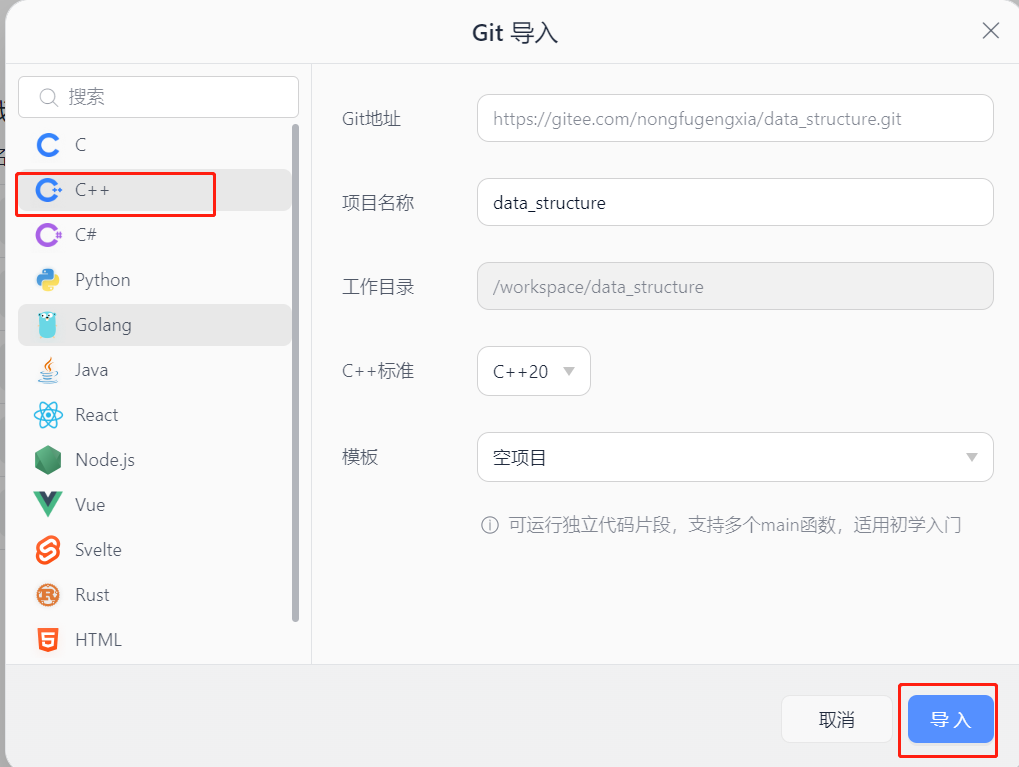 Git 导入
搜索
C
C++
C#
Python
Golang
Java
React
Node.js
Vue
Svelte
Rust
HTML
Git地址
https://gitee.com/nongfugengxia/data_structure.git
项目名称
data_structure
工作目录
/workspace/data_structure
C++标准
C++20
模板
空项目
可运行独立代码片段，支持多个main函数，适用初学入门
取消
导入